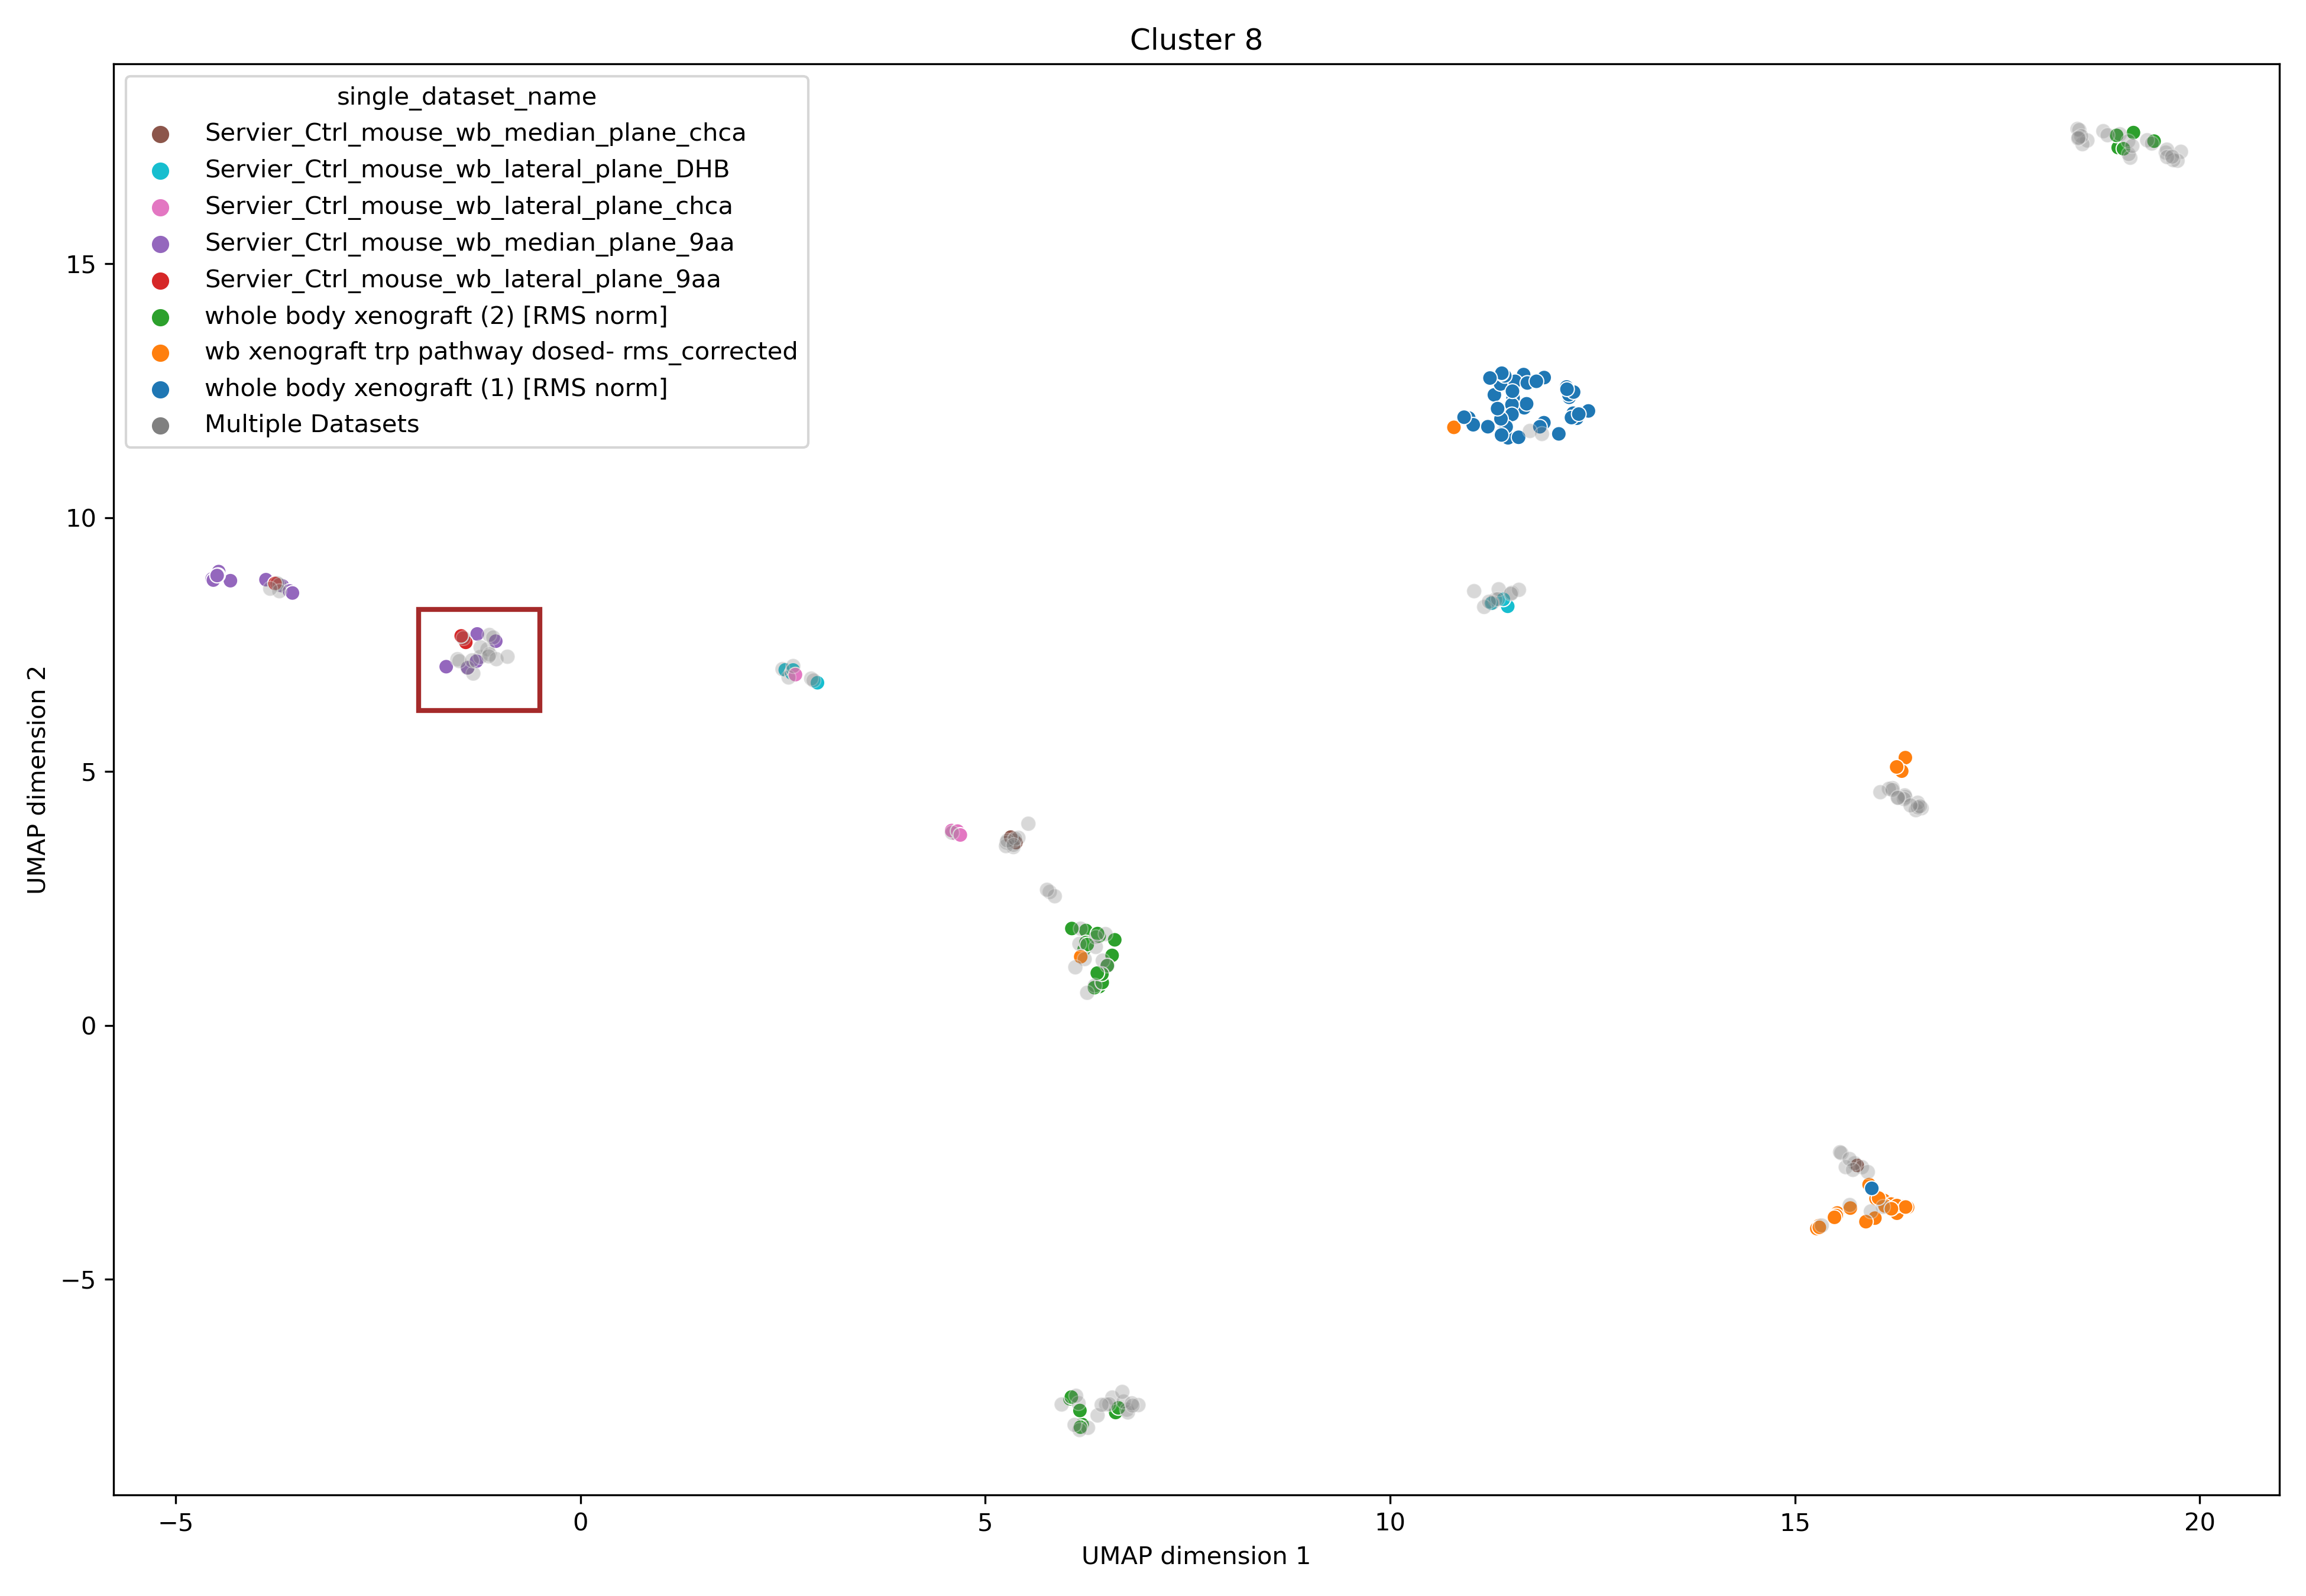 Cluster 8
single_dataset_name
Servier_Ctrl_mouse_wb_median_plane_chca
Servier_Ctrl_mouse_wb_lateral_plane_DHB
Servier_Ctrl_mouse_wb_lateral_plane_chca
Servier_Ctrl_mouse_wb_median_plane_9aa
Servier_Ctrl_mouse_wb_lateral_plane_9aa
whole body xenograft (2) [RMS norm]
wb xenograft trp pathway dosed- rms_corrected
whole body xenograft (1) [RMS norm]
Multiple Datasets
15
10
5
0
−5
UMAP dimension 2
−5
0
5
10
15
20
UMAP dimension 1